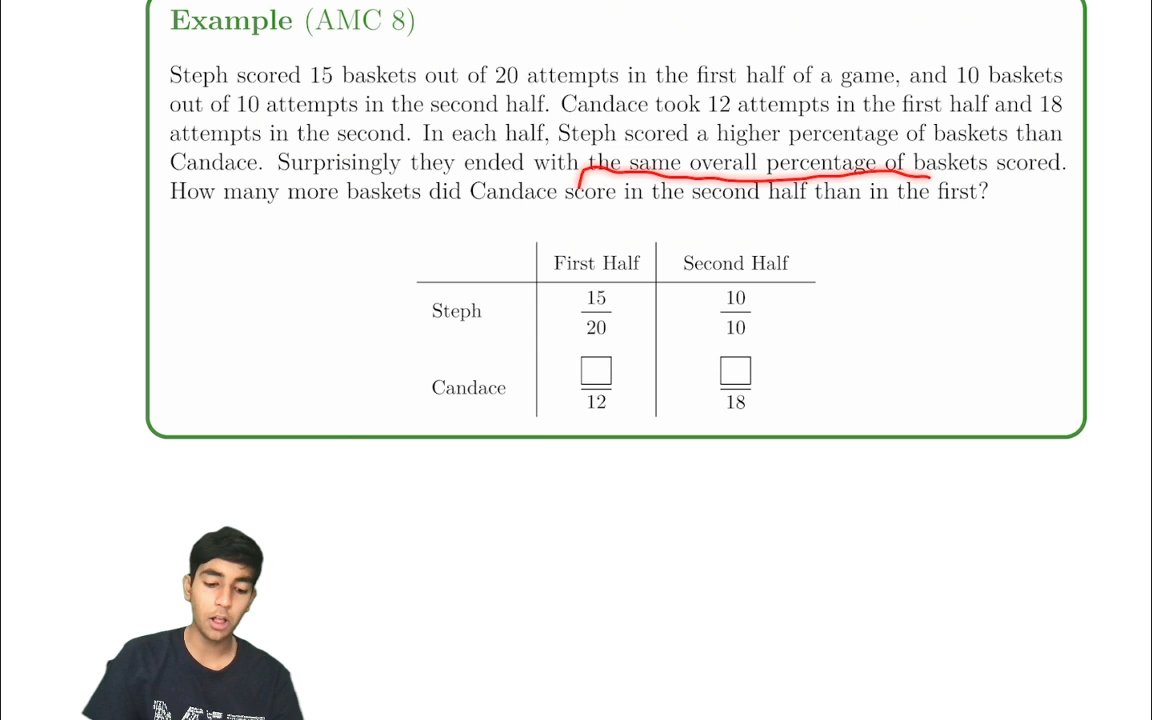 Example (AMC 8)
Steph scored 15 baskets out of 20 attempts in the first half of a game, and 10 baskets
out of 10 attempts in the second half. Candace took 12 attempts in the first half and 18
attempts in the second. In each half, Steph scored a higher percentage of baskets than
Candace. Surprisingly they ended with the same overall percentage of baskets scored.
How many more baskets did Candace score in the second half than in the first?
First Half Second Half
Steph 15/20 10/10
Candace □/12 □/18